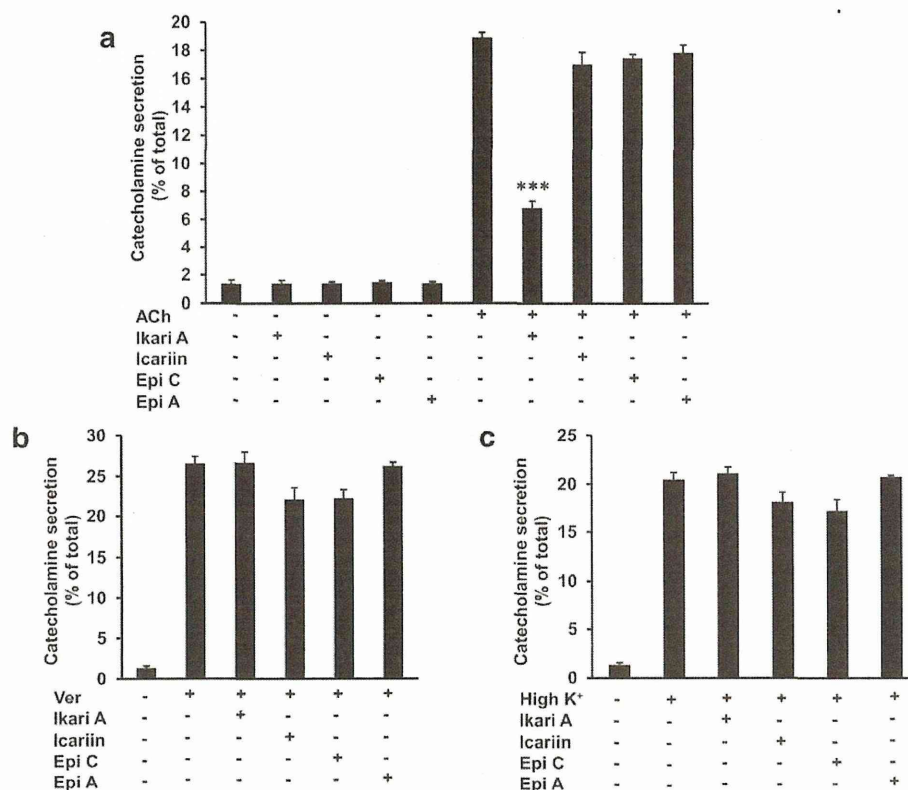 a
Catecholamine secretion
(% of total)
20
18
16
14
12
10
8
6
4
2
0
***
ACh - - - - - + + + + +
Ikari A - + - - - - + - - -
Icariin - - + - - - - + - -
Epi C - - - + - - - - + -
Epi A - - - - + - - - - +
b
Catecholamine secretion
(% of total)
30
25
20
15
10
5
0
Ver - + + + + +
Ikari A - - + - - -
Icariin - - - + - -
Epi C - - - - + -
Epi A - - - - - +
c
Catecholamine secretion
(% of total)
25
20
15
10
5
0
High K⁺ - + + + + +
Ikari A - - + - - -
Icariin - - - + - -
Epi C - - - - + -
Epi A - - - - - +